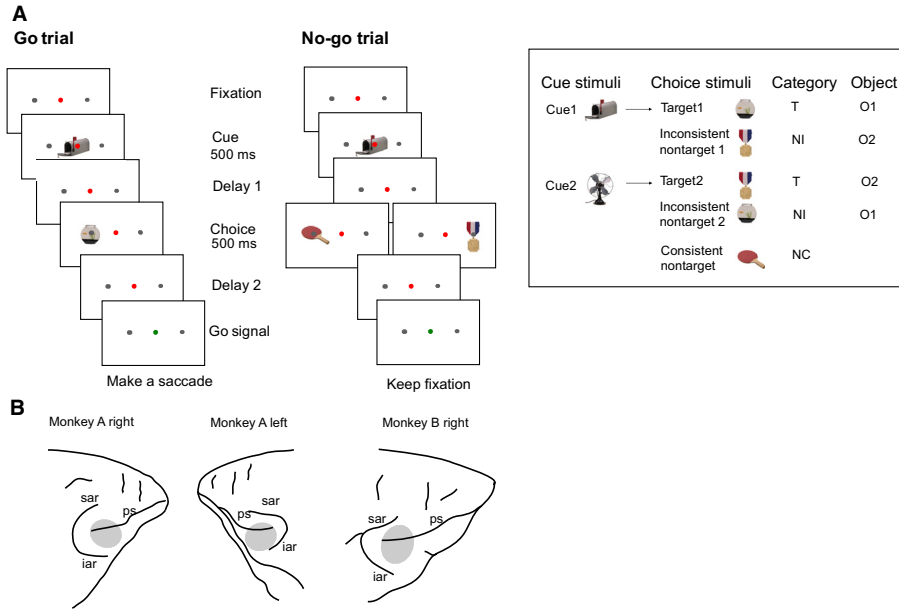 A
Go trial
No-go trial
Fixation
Cue
500 ms
Delay 1
Choice
500 ms
Delay 2
Go signal
Make a saccade
Keep fixation
Cue stimuli Choice stimuli Category Object
Cue1 Target1 T O1
Inconsistent
nontarget 1 NI O2
Cue2 Target2 T O2
Inconsistent
nontarget 2 NI O1
Consistent
nontarget NC
B
Monkey A right
Monkey A left
Monkey B right
sar
ps
iar
sar
ps
iar
sar
ps
iar